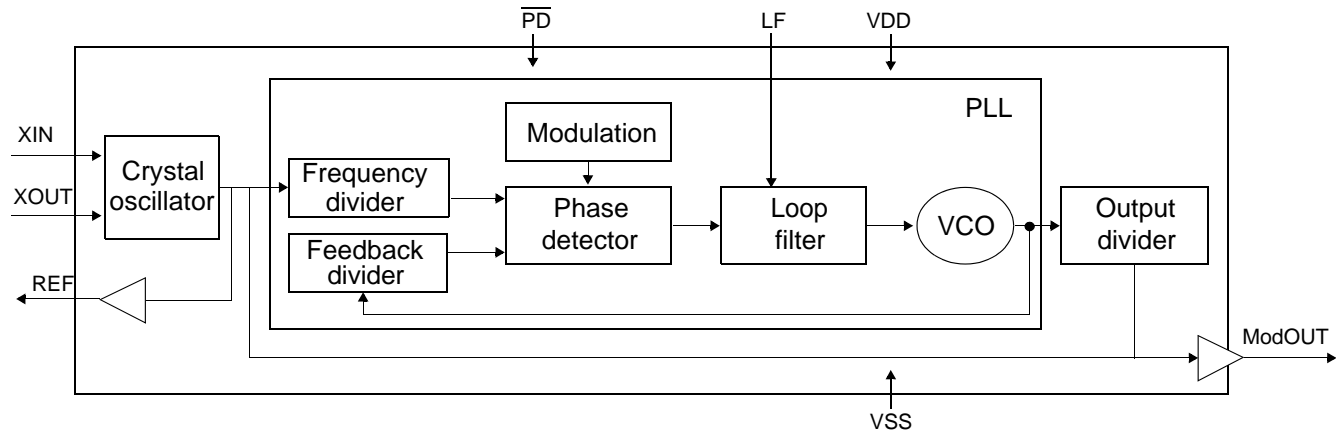 PD
LF
VDD
PLL
XIN
XOUT
Crystal
oscillator
Modulation
Frequency
divider
Phase
detector
Loop
filter
VCO
Output
divider
Feedback
divider
REF
ModOUT
VSS